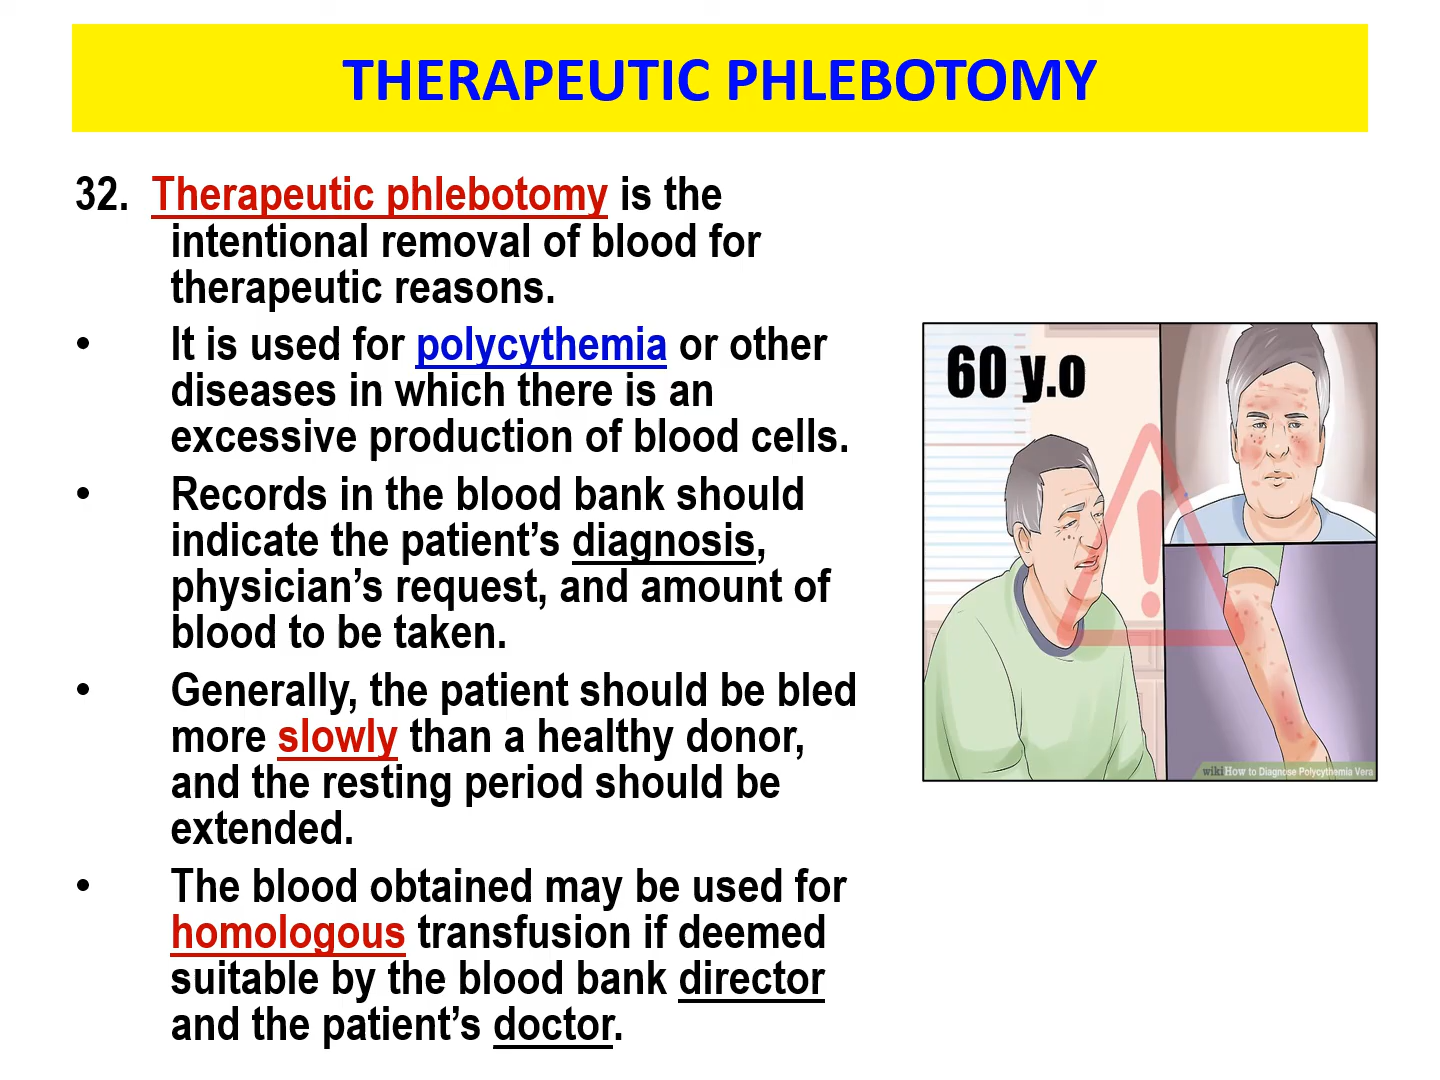 THERAPEUTIC PHLEBOTOMY
32. Therapeutic phlebotomy is the
intentional removal of blood for
therapeutic reasons.
• It is used for polycythemia or other
diseases in which there is an
excessive production of blood cells.
• Records in the blood bank should
indicate the patient’s diagnosis,
physician’s request, and amount of
blood to be taken.
• Generally, the patient should be bled
more slowly than a healthy donor,
and the resting period should be
extended.
• The blood obtained may be used for
homologous transfusion if deemed
suitable by the blood bank director
and the patient’s doctor.
60 y.o
wikiHow to Diagnose Polycythemia Vera